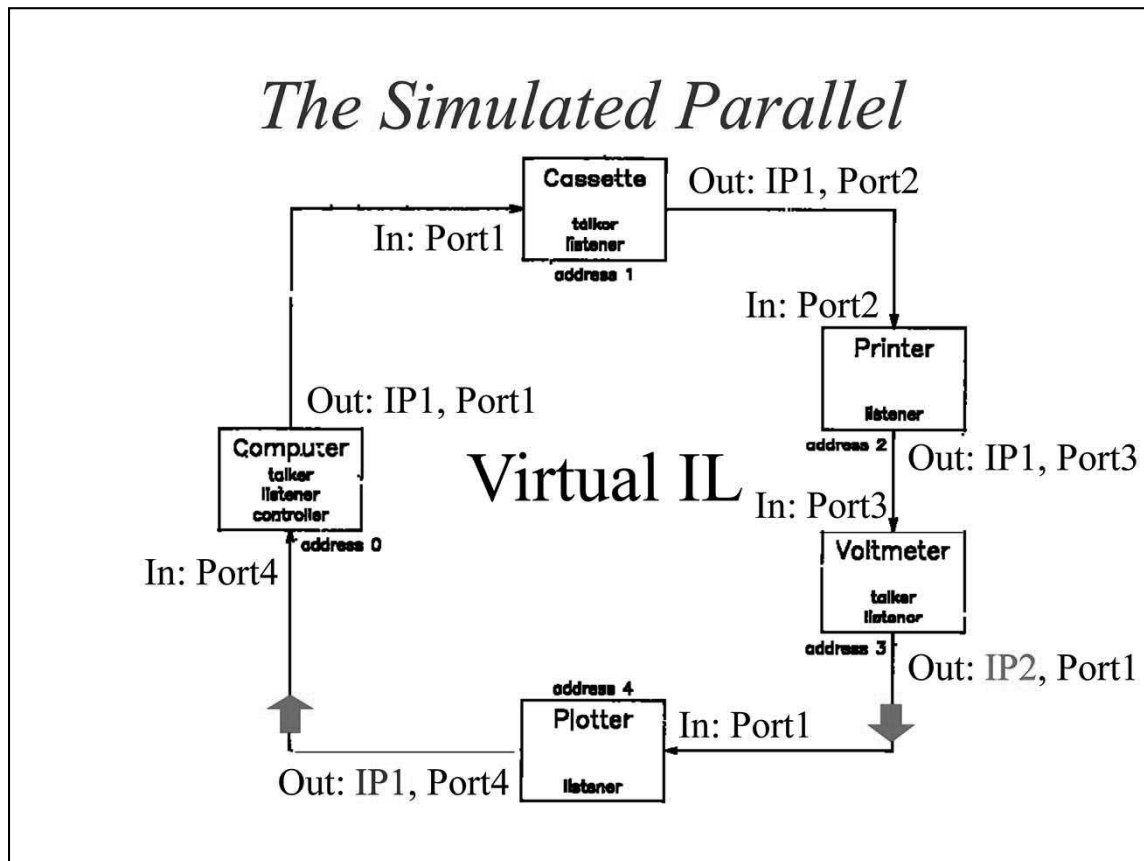 The Simulated Parallel
Cassette
talker
listener
address 1
Out: IP1, Port2
In: Port1
In: Port2
Printer
listener
address 2
Out: IP1, Port3
Out: IP1, Port1
Computer
talker
listener
controller
address 0
Virtual IL
In: Port3
Voltmeter
talker
listener
address 3
Out: IP2, Port1
In: Port4
address 4
Plotter
listener
In: Port1
Out: IP1, Port4